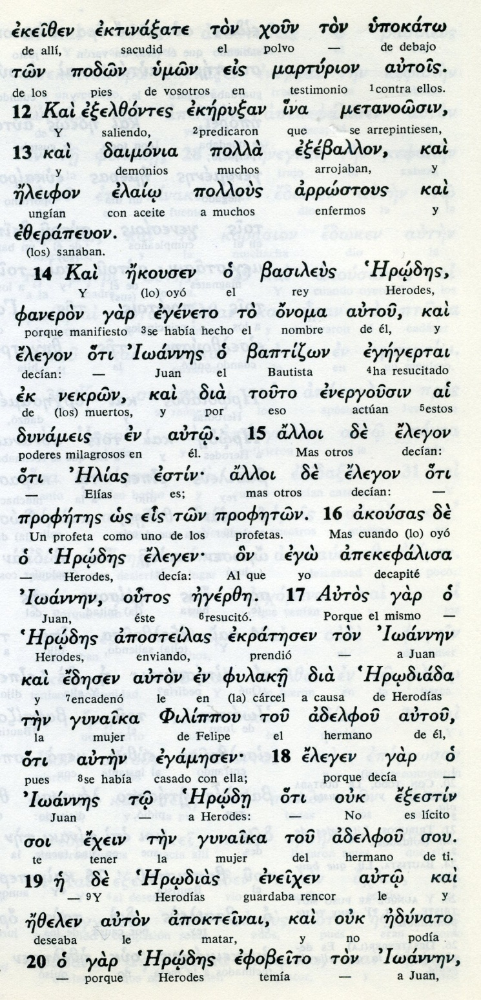 ἐκεῖθεν ἐκτινάξατε τὸν χοῦν τὸν ὑποκάτω
de allí, sacudid el polvo — de debajo
τῶν ποδῶν ὑμῶν εἰς μαρτύριον αὐτοῖς.
de los pies de vosotros en testimonio 1contra ellos.
12 Καὶ ἐξελθόντες ἐκήρυξαν ἵνα μετανοῶσιν,
Y saliendo, 2predicaron que se arrepintiesen,
13 καὶ δαιμόνια πολλὰ ἐξέβαλλον, καὶ
y demonios muchos arrojaban, y
ἤλειφον ἐλαίῳ πολλοὺς ἀρρώστους καὶ
ungían con aceite a muchos enfermos y
ἐθεράπευον.
(los) sanaban.
14 Καὶ ἤκουσεν ὁ βασιλεὺς Ἡρῴδης,
Y (lo) oyó el rey Herodes,
φανερὸν γὰρ ἐγένετο τὸ ὄνομα αὐτοῦ, καὶ
porque manifiesto 3se había hecho el nombre de él, y
ἔλεγον ὅτι Ἰωάννης ὁ βαπτίζων ἐγήγερται
decían: — Juan el Bautista 4ha resucitado
ἐκ νεκρῶν, καὶ διὰ τοῦτο ἐνεργοῦσιν αἱ
de (los) muertos, y por eso actúan 5estos
δυνάμεις ἐν αὐτῷ. 15 ἄλλοι δὲ ἔλεγον
poderes milagrosos en él. Mas otros decían:
ὅτι Ἠλίας ἐστίν· ἄλλοι δὲ ἔλεγον ὅτι
— Elías es; mas otros decían: —
προφήτης ὡς εἷς τῶν προφητῶν. 16 ἀκούσας δὲ
Un profeta como uno de los profetas. Mas cuando (lo) oyó
ὁ Ἡρῴδης ἔλεγεν· ὃν ἐγὼ ἀπεκεφάλισα
— Herodes, decía: Al que yo decapité
Ἰωάννην, οὗτος ἠγέρθη. 17 Αὐτὸς γὰρ ὁ
Juan, éste 6resucitó. Porque el mismo —
Ἡρῴδης ἀποστείλας ἐκράτησεν τὸν Ἰωάννην
Herodes, enviando, prendió — a Juan
καὶ ἔδησεν αὐτὸν ἐν φυλακῇ διὰ Ἡρῳδιάδα
y 7encadenó le en (la) cárcel a causa de Herodías
τὴν γυναῖκα Φιλίππου τοῦ ἀδελφοῦ αὐτοῦ,
la mujer de Felipe el hermano de él,
ὅτι αὐτὴν ἐγάμησεν· 18 ἔλεγεν γὰρ ὁ
pues 8se había casado con ella; porque decía —
Ἰωάννης τῷ Ἡρῴδῃ ὅτι οὐκ ἔξεστίν
Juan — a Herodes: — No es lícito
σοι ἔχειν τὴν γυναῖκα τοῦ ἀδελφοῦ σου.
te tener la mujer del hermano de ti.
19 ἡ δὲ Ἡρῳδιὰς ἐνεῖχεν αὐτῷ καὶ
— 9Y Herodías guardaba rencor le y
ἤθελεν αὐτὸν ἀποκτεῖναι, καὶ οὐκ ἠδύνατο
deseaba le matar, y no podía .
20 ὁ γὰρ Ἡρῴδης ἐφοβεῖτο τὸν Ἰωάννην,
— porque Herodes temía — a Juan,